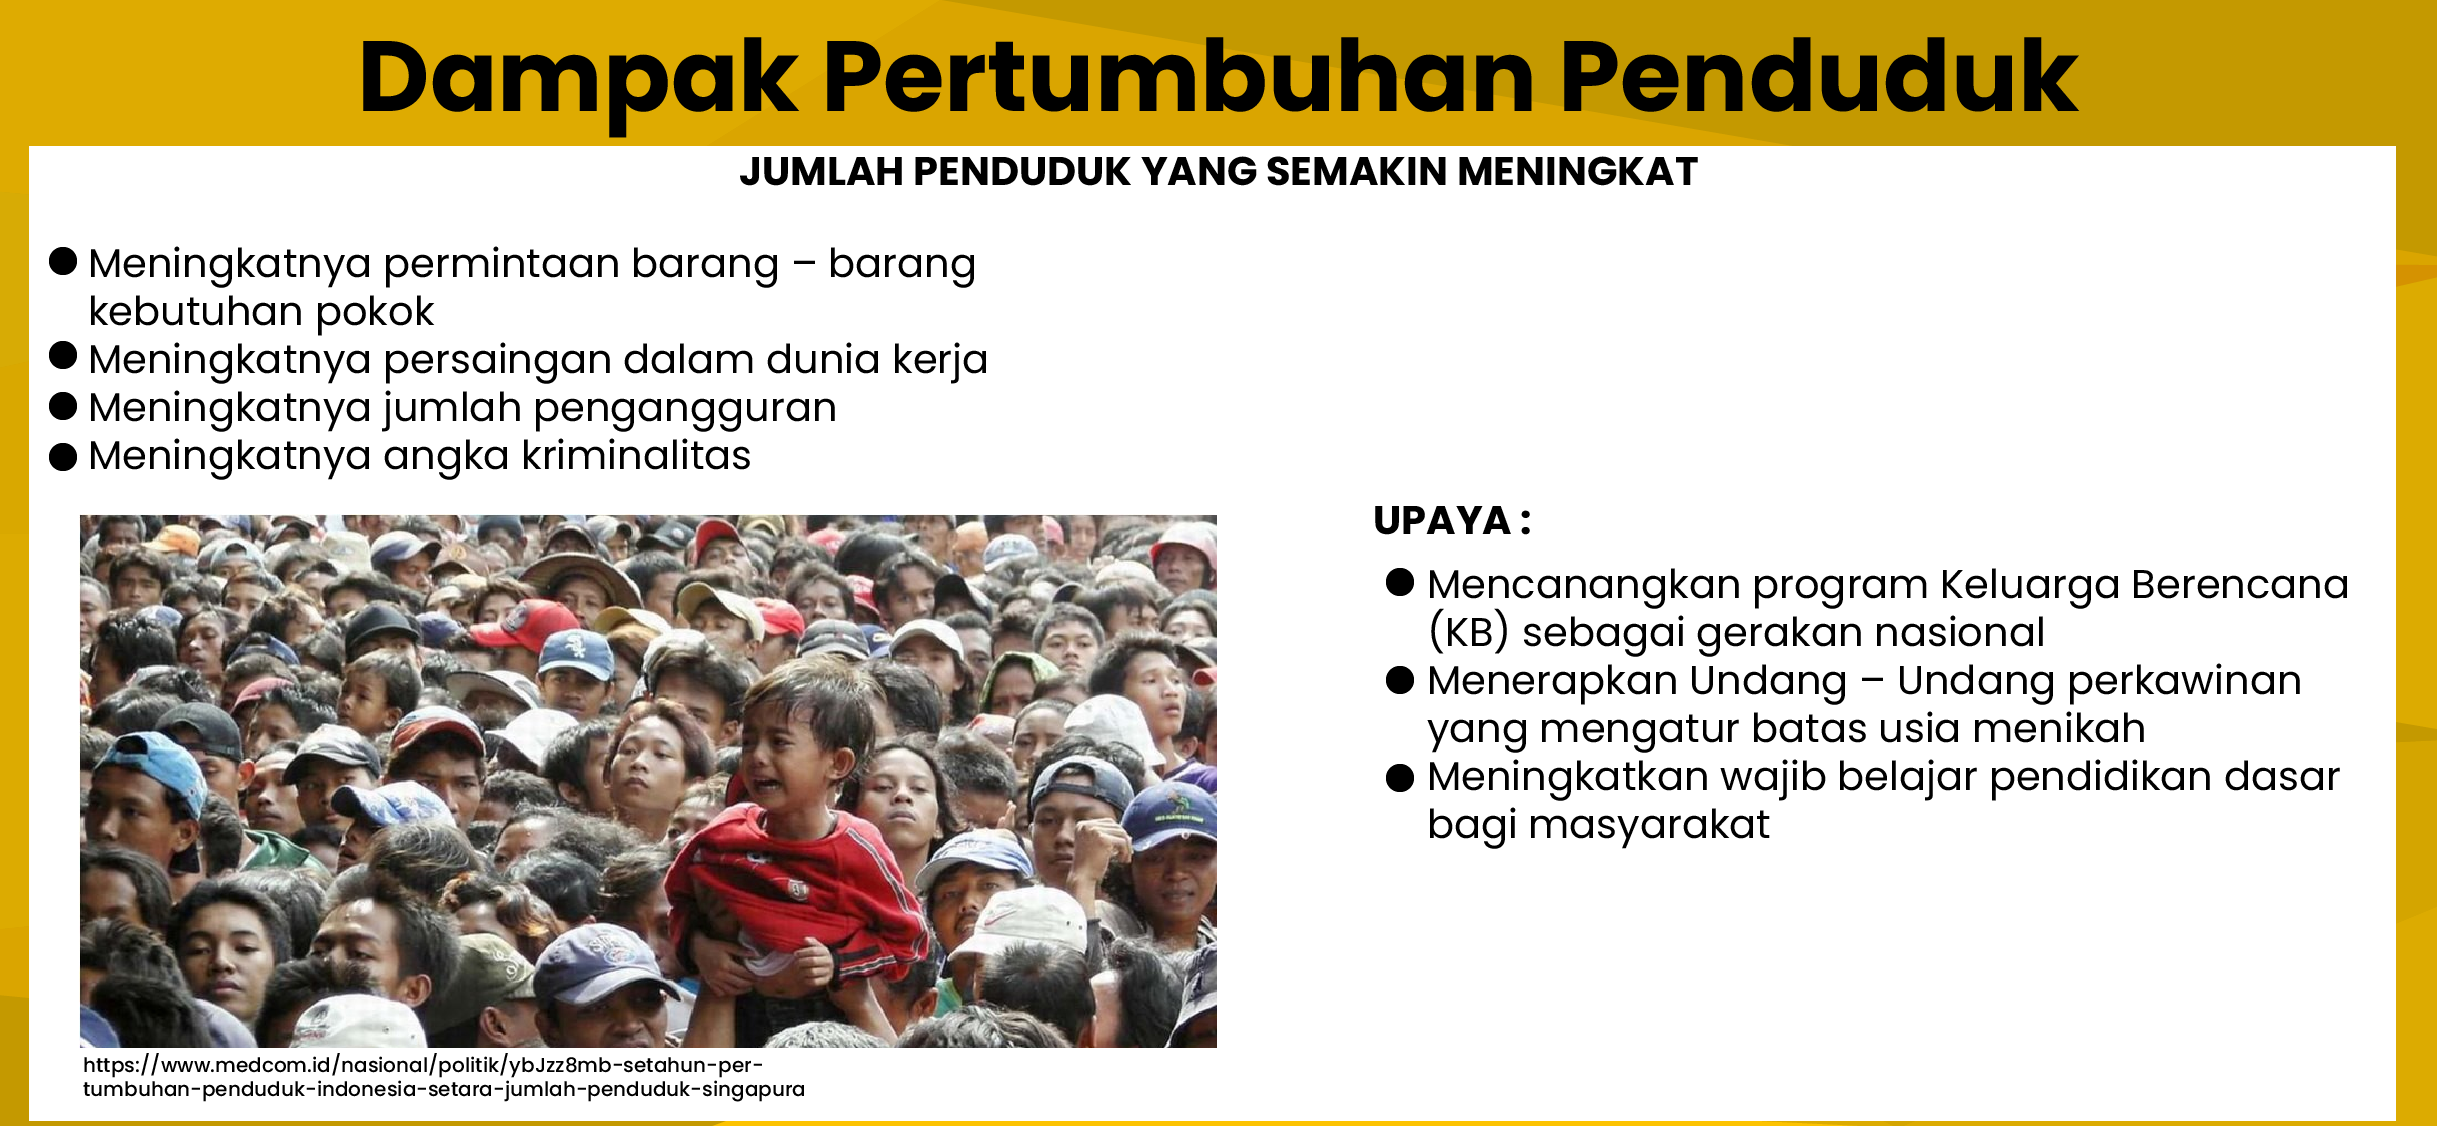 Dampak Pertumbuhan Penduduk
JUMLAH PENDUDUK YANG SEMAKIN MENINGKAT
● Meningkatnya permintaan barang – barang
kebutuhan pokok
● Meningkatnya persaingan dalam dunia kerja
● Meningkatnya jumlah pengangguran
● Meningkatnya angka kriminalitas
https://www.medcom.id/nasional/politik/ybJzz8mb-setahun-per-
tumbuhan-penduduk-indonesia-setara-jumlah-penduduk-singapura
UPAYA :
● Mencanangkan program Keluarga Berencana
(KB) sebagai gerakan nasional
● Menerapkan Undang – Undang perkawinan
yang mengatur batas usia menikah
● Meningkatkan wajib belajar pendidikan dasar
bagi masyarakat